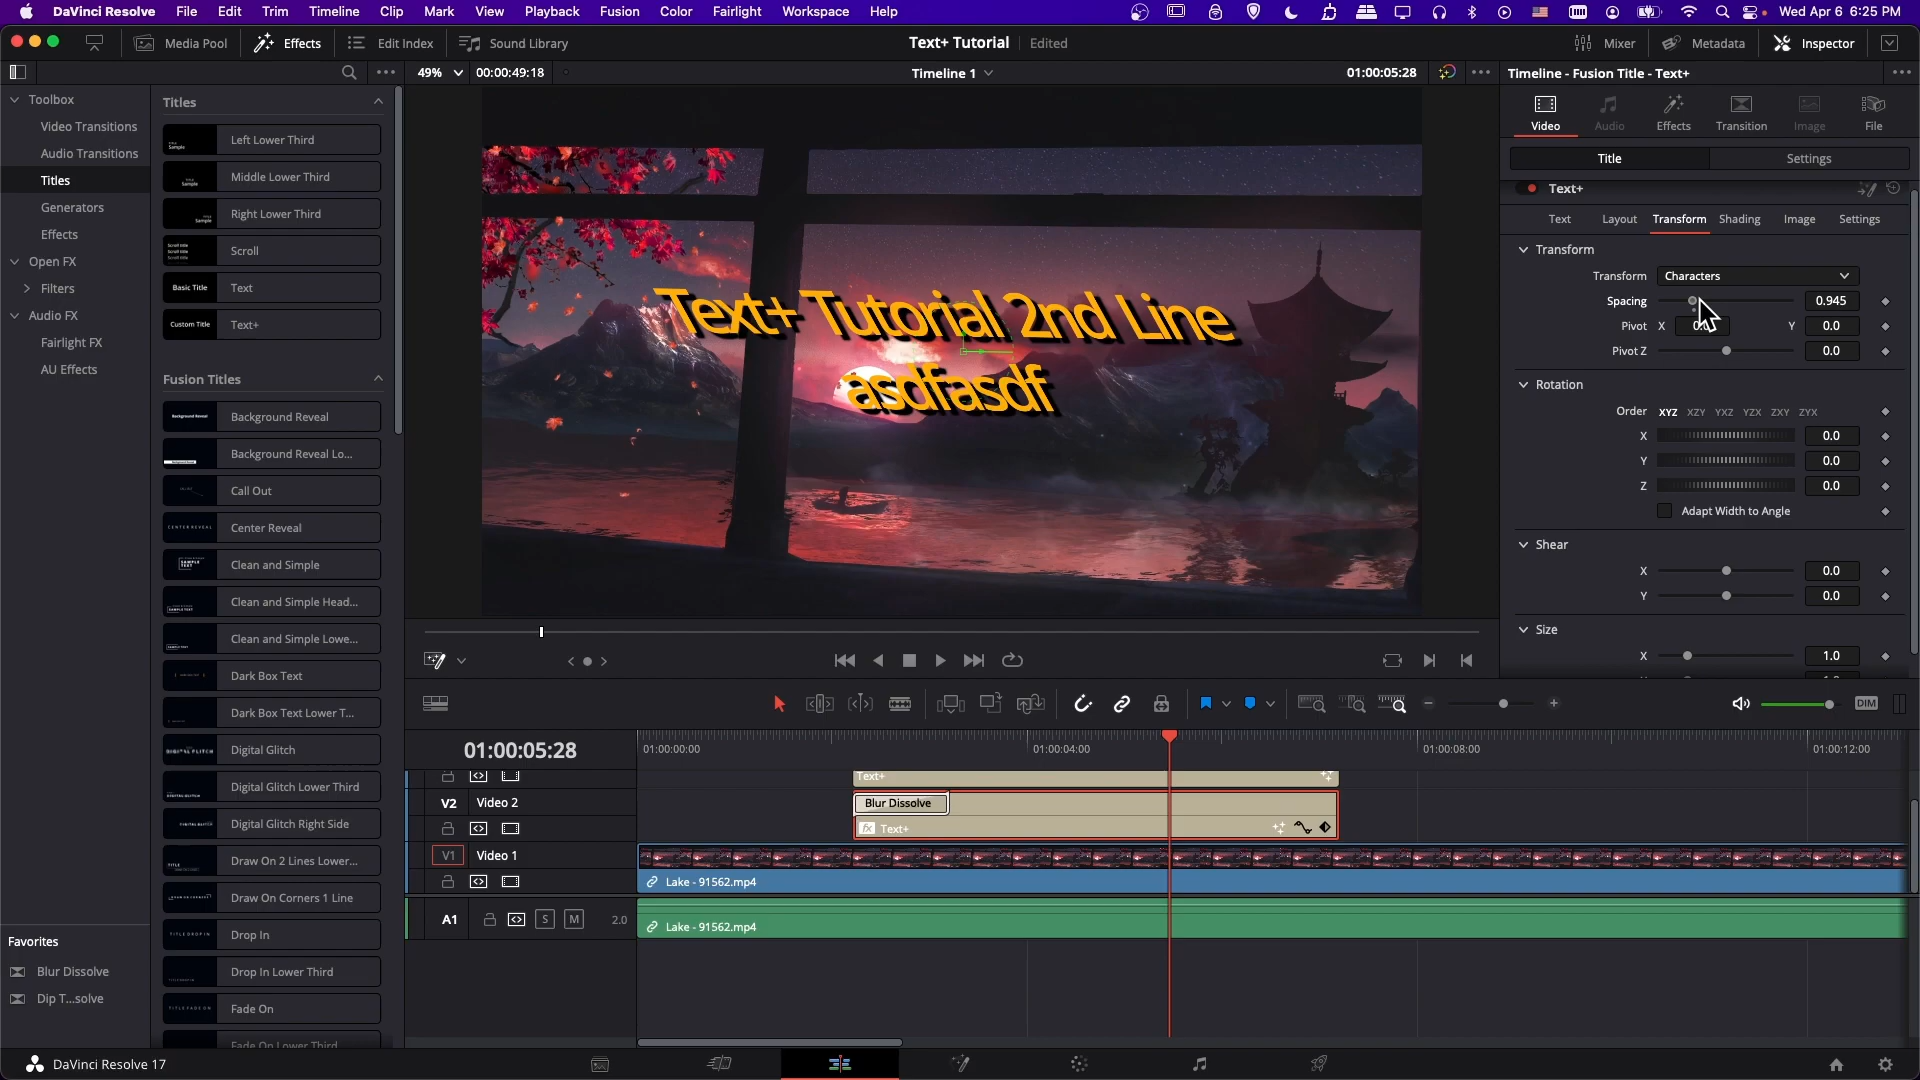 DaVinci Resolve File Edit Trim Timeline Clip Mark View Playback Fusion Color Fairlight Workspace Help Wed Apr 6 6:25 PM
Media Pool Effects Edit Index Sound Library Text+ Tutorial Edited Mixer Metadata Inspector
49% 00:00:49:18 Timeline 1 01:00:05:28 Timeline - Fusion Title - Text+
Toolbox
Video Transitions
Audio Transitions
Titles
Generators
Effects
Open FX
Filters
Audio FX
Fairlight FX
AU Effects
Favorites
Blur Dissolve
Dip T...solve
Titles
Left Lower Third
Middle Lower Third
Right Lower Third
Scroll
Basic Title Text
Custom Title Text+
Fusion Titles
Background Reveal
Background Reveal Lo...
Call Out
Center Reveal
Clean and Simple
Clean and Simple Head...
Clean and Simple Lowe...
Dark Box Text
Dark Box Text Lower T...
Digital Glitch
Digital Glitch Lower Third
Digital Glitch Right Side
Draw On 2 Lines Lower...
Draw On Corners 1 Line
Drop In
Drop In Lower Third
Fade On
Fade On Lower Third
Text+ Tutorial 2nd Line
asdfasdf
Video Audio Effects Transition Image File
Title Settings
Text+
Text Layout Transform Shading Image Settings
Transform
Transform Characters
Spacing 0.945
Pivot X Y 0.0
Pivot Z 0.0
Rotation
Order XYZ XZY YXZ YZX ZXY ZYX
X 0.0
Y 0.0
Z 0.0
Adapt Width to Angle
Shear
X 0.0
Y 0.0
Size
X 1.0
DIM
01:00:05:28 01:00:00:00 01:00:04:00 01:00:08:00 01:00:12:00
Text+
V2 Video 2 Blur Dissolve
fx Text+
V1 Video 1
Lake - 91562.mp4
A1 S M 2.0 Lake - 91562.mp4
DaVinci Resolve 17